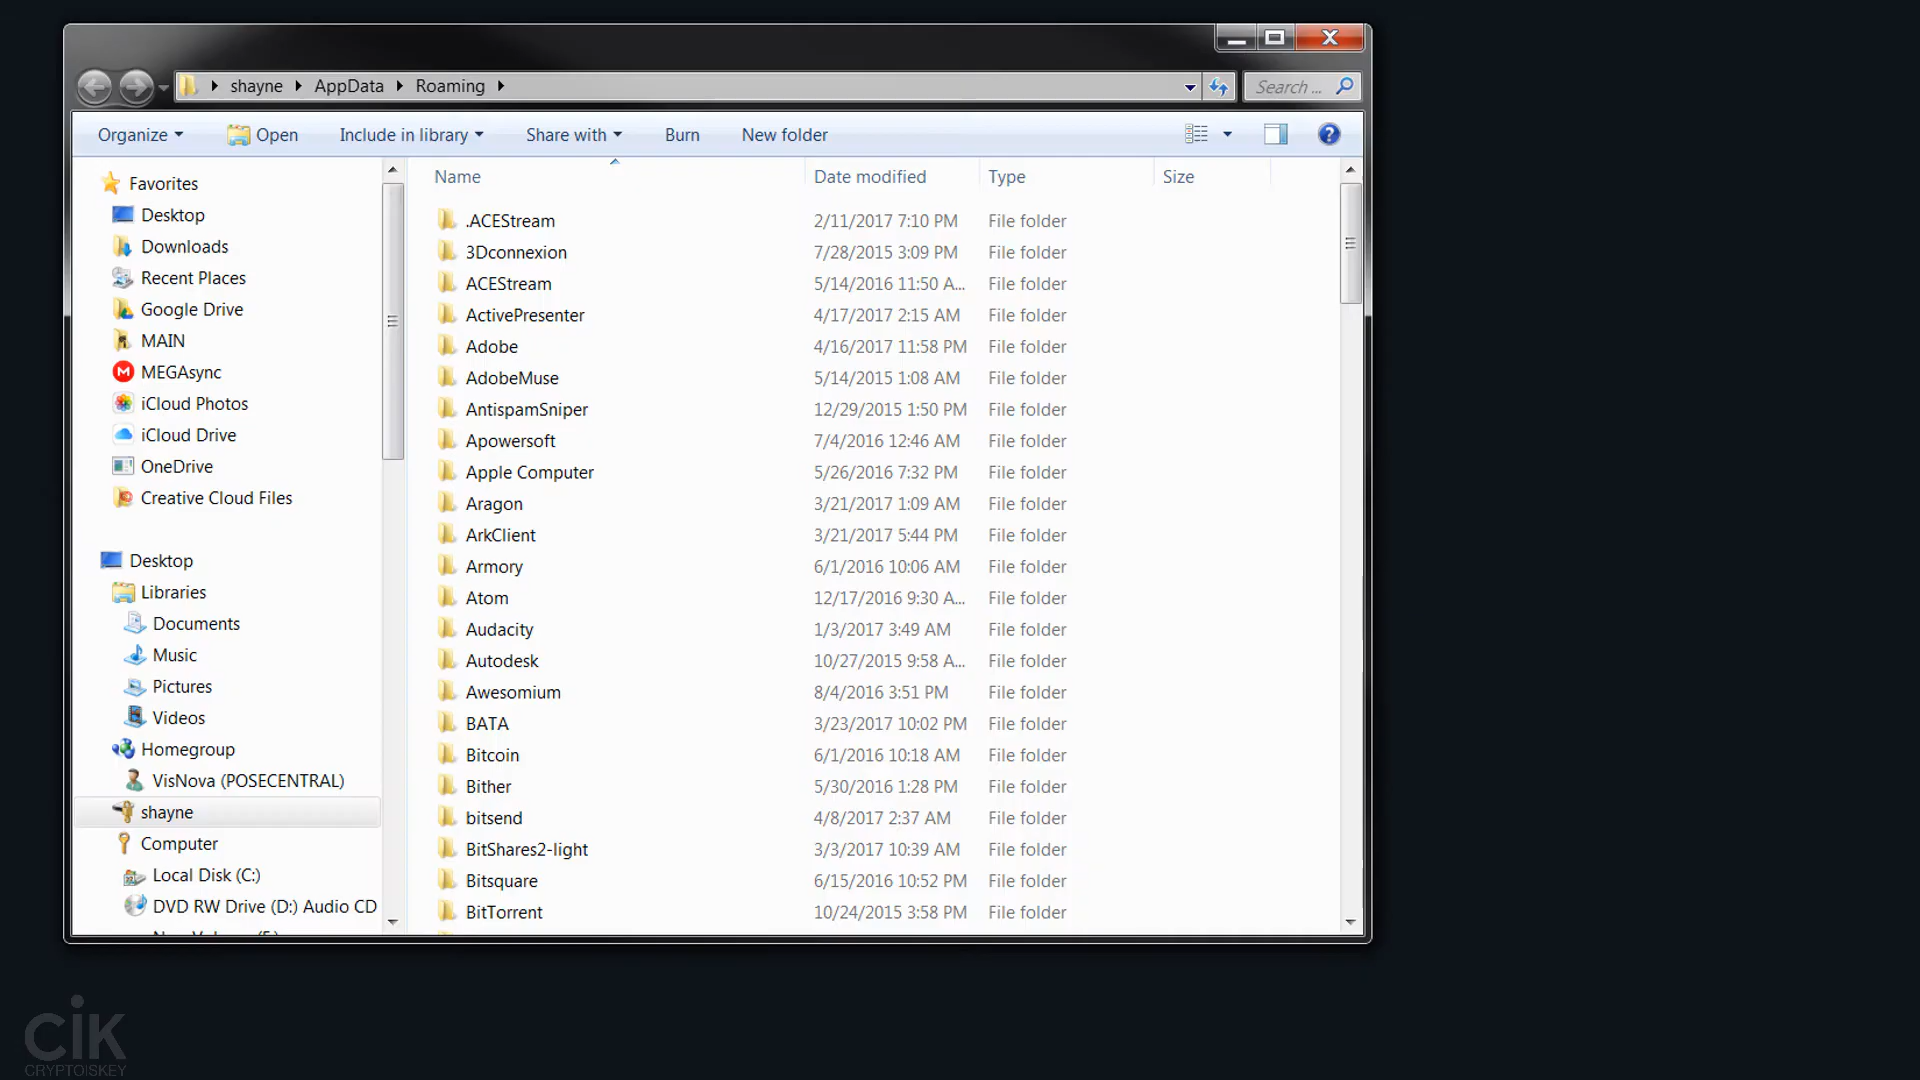 shayne AppData Roaming Search ...
Organize Open Include in library Share with Burn New folder
Favorites
Desktop
Downloads
Recent Places
Google Drive
MAIN
MEGAsync
iCloud Photos
iCloud Drive
OneDrive
Creative Cloud Files
Desktop
Libraries
Documents
Music
Pictures
Videos
Homegroup
VisNova (POSECENTRAL)
shayne
Computer
Local Disk (C:)
DVD RW Drive (D:) Audio CD
Name Date modified Type Size
.ACEStream 2/11/2017 7:10 PM File folder
3Dconnexion 7/28/2015 3:09 PM File folder
ACEStream 5/14/2016 11:50 A... File folder
ActivePresenter 4/17/2017 2:15 AM File folder
Adobe 4/16/2017 11:58 PM File folder
AdobeMuse 5/14/2015 1:08 AM File folder
AntispamSniper 12/29/2015 1:50 PM File folder
Apowersoft 7/4/2016 12:46 AM File folder
Apple Computer 5/26/2016 7:32 PM File folder
Aragon 3/21/2017 1:09 AM File folder
ArkClient 3/21/2017 5:44 PM File folder
Armory 6/1/2016 10:06 AM File folder
Atom 12/17/2016 9:30 A... File folder
Audacity 1/3/2017 3:49 AM File folder
Autodesk 10/27/2015 9:58 A... File folder
Awesomium 8/4/2016 3:51 PM File folder
BATA 3/23/2017 10:02 PM File folder
Bitcoin 6/1/2016 10:18 AM File folder
Bither 5/30/2016 1:28 PM File folder
bitsend 4/8/2017 2:37 AM File folder
BitShares2-light 3/3/2017 10:39 AM File folder
Bitsquare 6/15/2016 10:52 PM File folder
BitTorrent 10/24/2015 3:58 PM File folder
CiK
CRYPTOISKEY